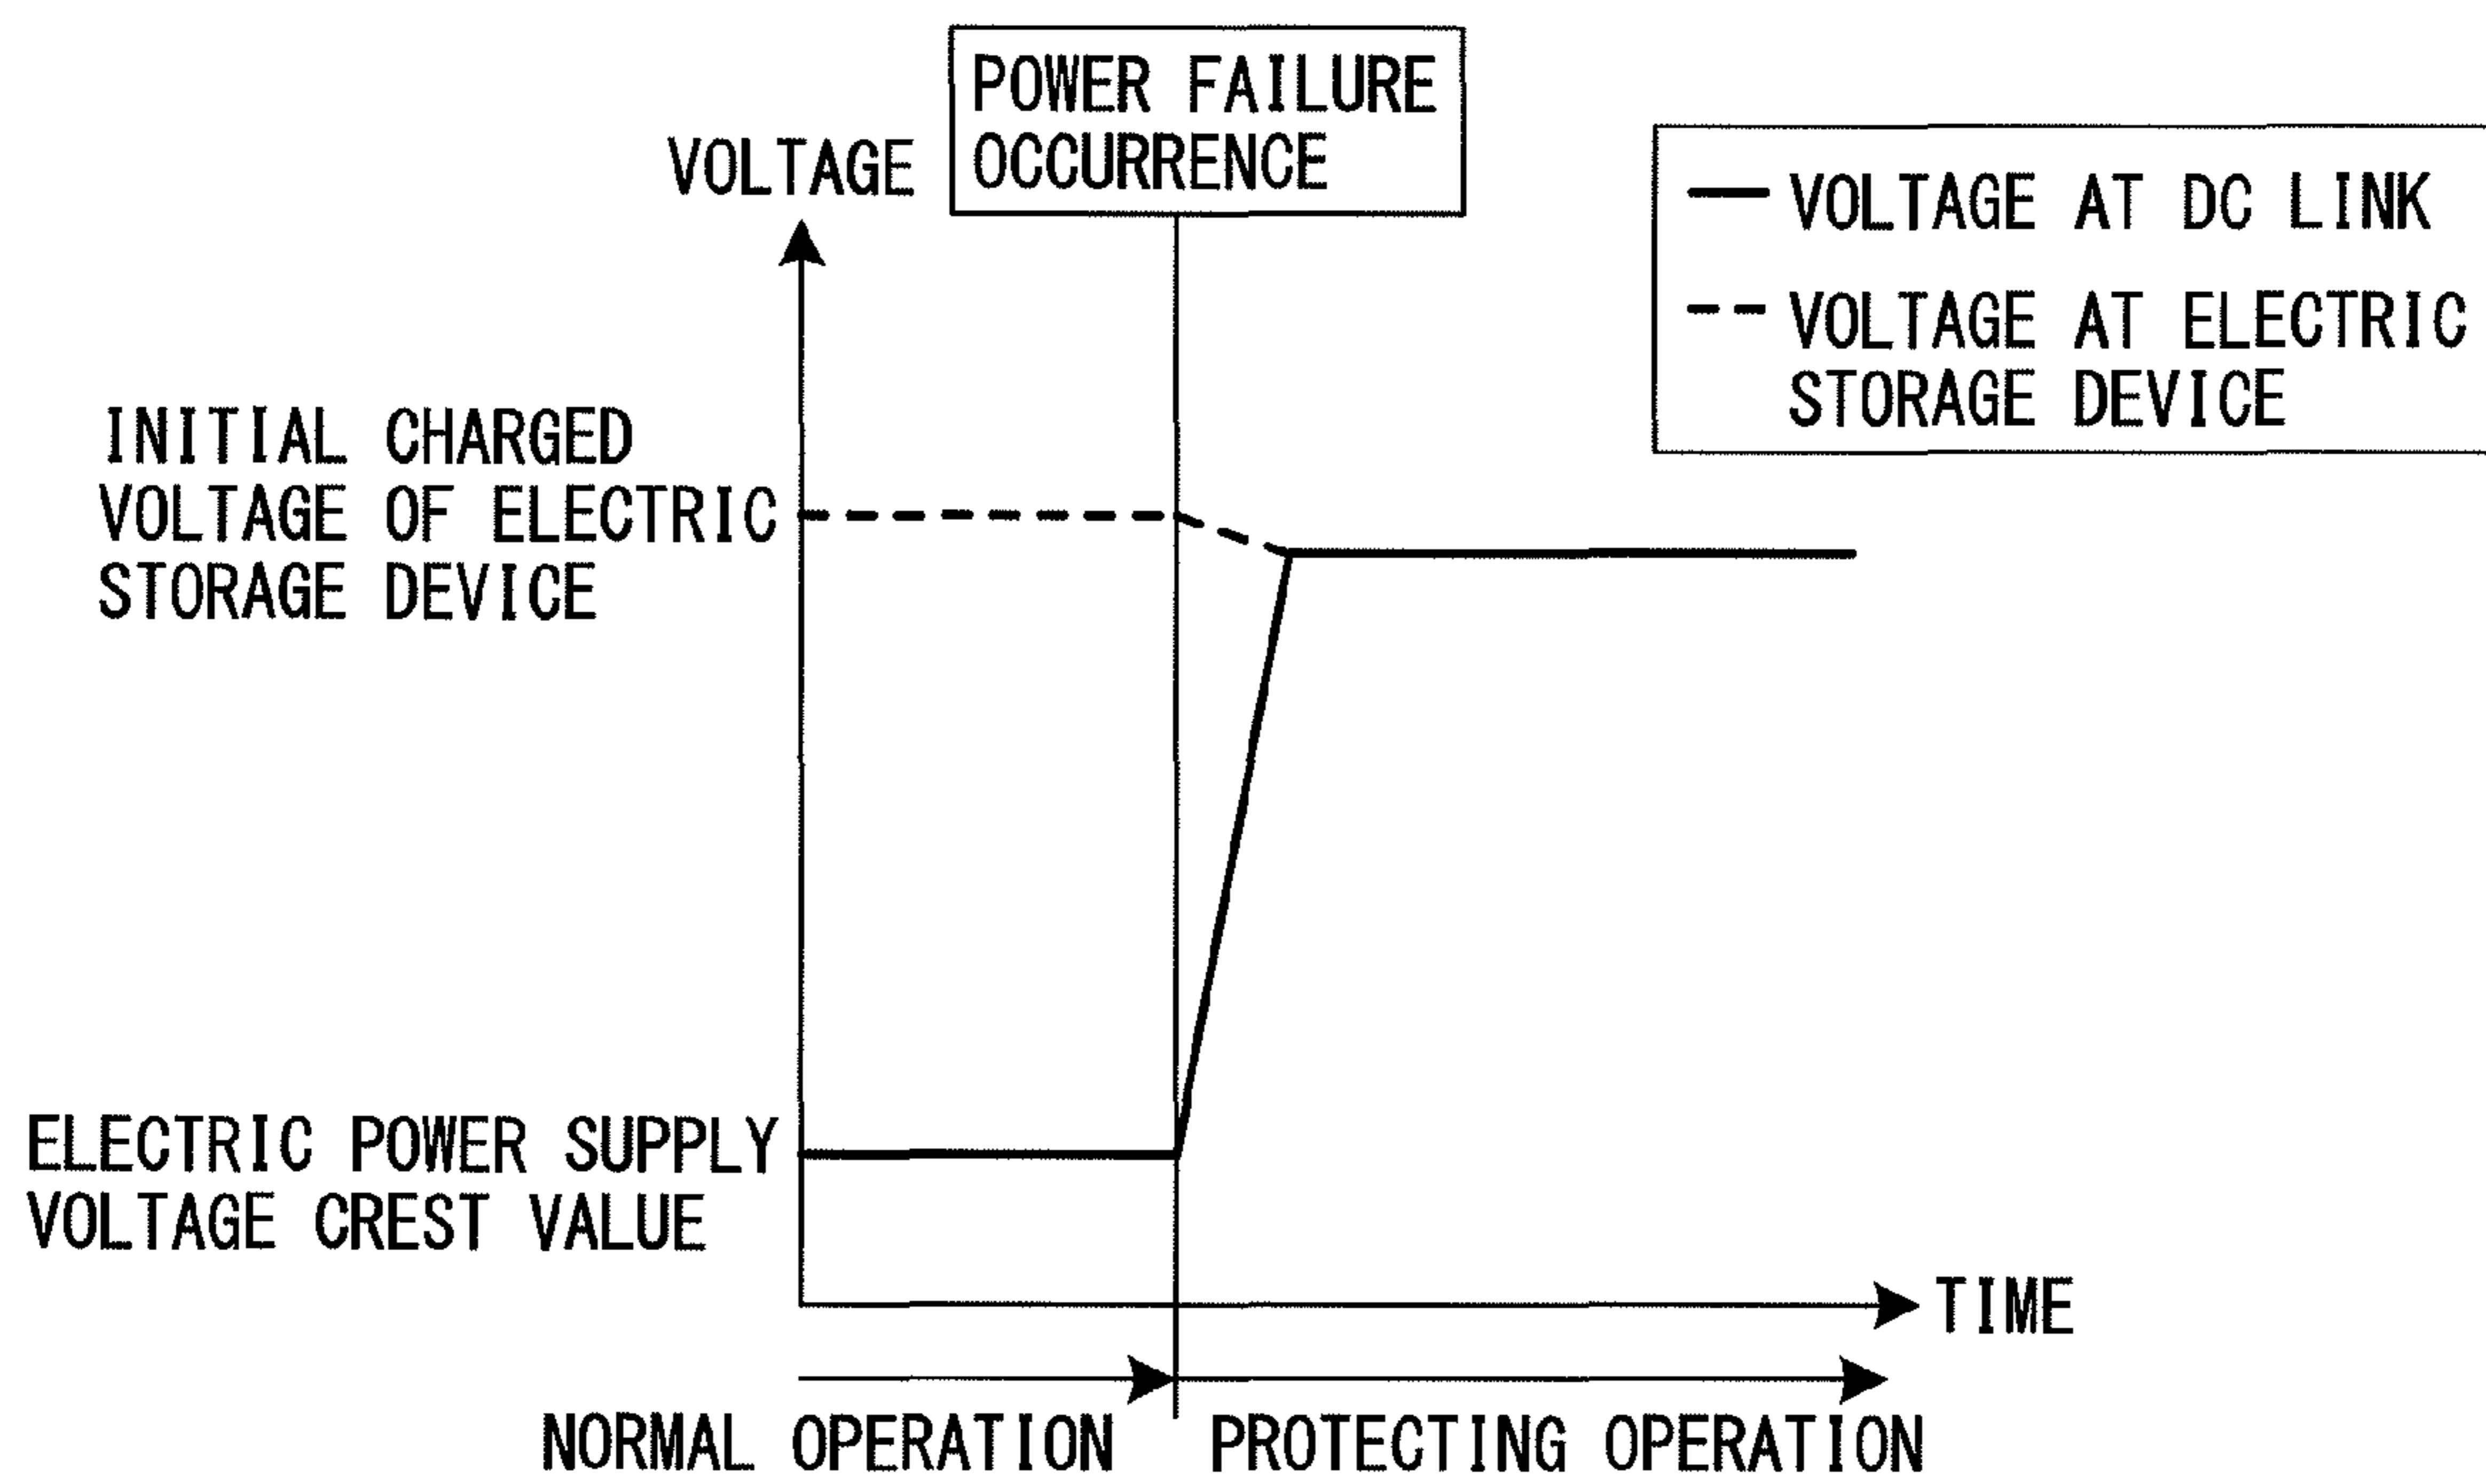 POWER FAILURE
OCCURRENCE
VOLTAGE
VOLTAGE AT DC LINK
VOLTAGE AT ELECTRIC
STORAGE DEVICE
INITIAL CHARGED
VOLTAGE OF ELECTRIC
STORAGE DEVICE
ELECTRIC POWER SUPPLY
VOLTAGE CREST VALUE
TIME
NORMAL OPERATION
PROTECTING OPERATION